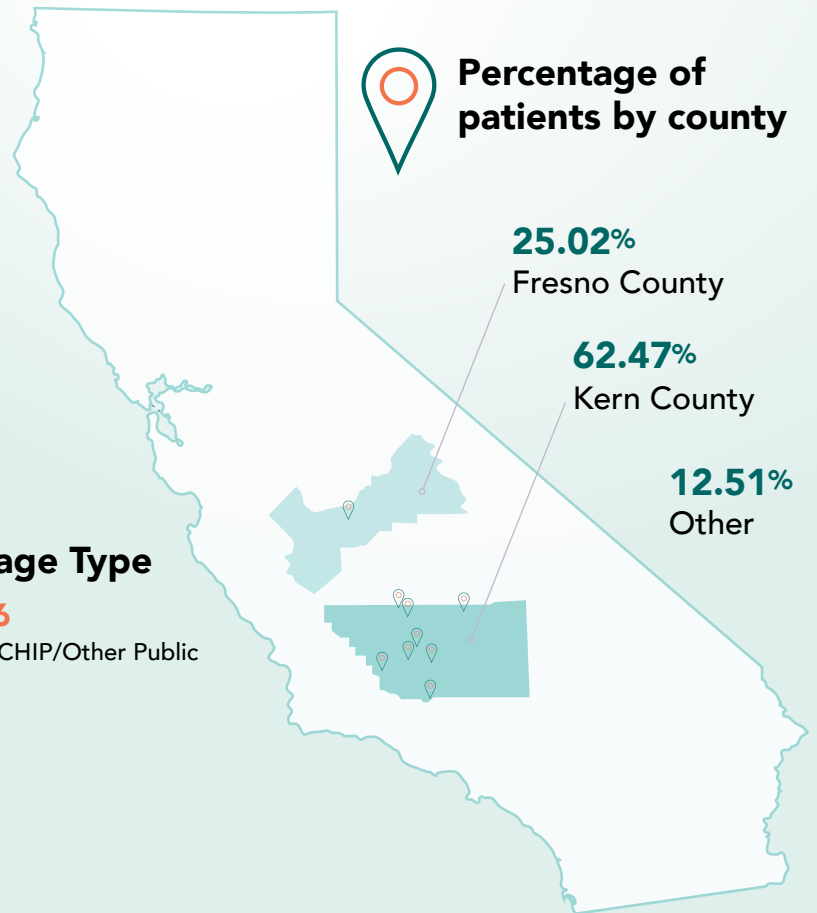 Percentage of
patients by county
25.02%
Fresno County
62.47%
Kern County
12.51%
Other
age Type
6
CHIP/Other Public